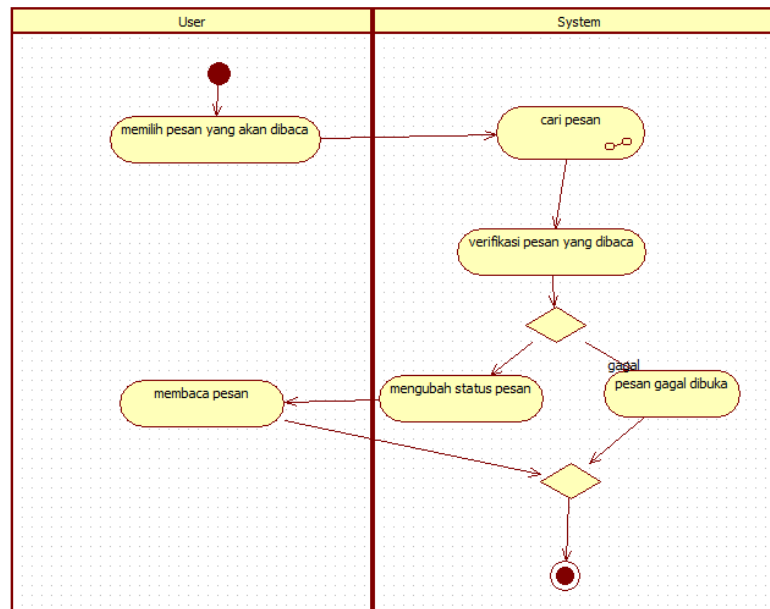 User
System
memilih pesan yang akan dibaca
cari pesan
verifikasi pesan yang dibaca
gagal
membaca pesan
mengubah status pesan
pesan gagal dibuka